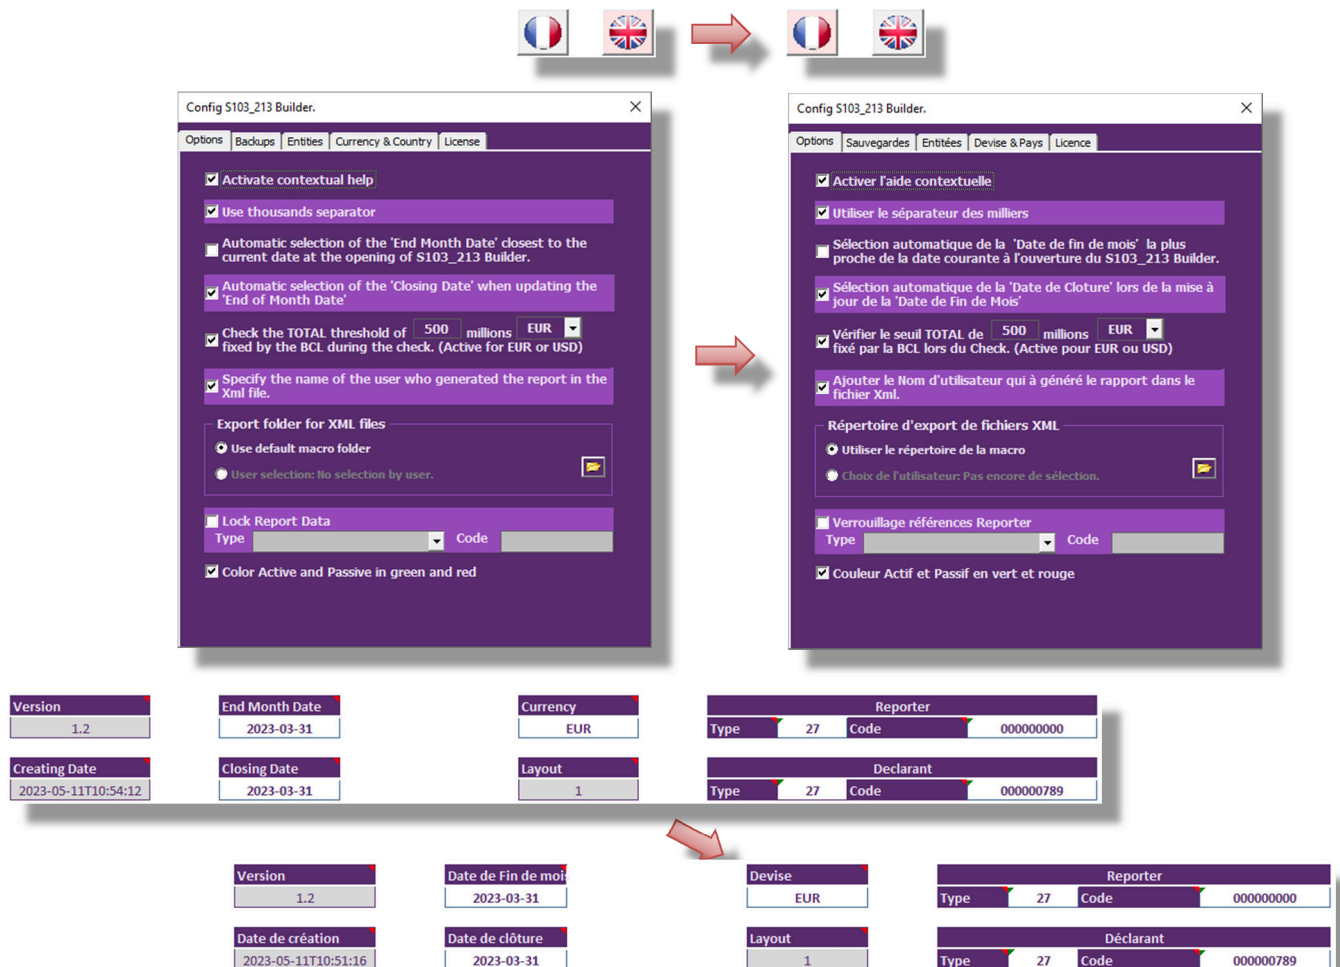 Config S103_213 Builder.
Options Backups Entities Currency & Country License
Activate contextual help
Use thousands separator
Automatic selection of the 'End Month Date' closest to the
current date at the opening of S103_213 Builder.
Automatic selection of the 'Closing Date' when updating the
'End of Month Date'
Check the TOTAL threshold of 500 millions EUR
fixed by the BCL during the check. (Active for EUR or USD)
Specify the name of the user who generated the report in the
Xml file.
Export folder for XML files
Use default macro folder
User selection: No selection by user.
Lock Report Data
Type Code
Color Active and Passive in green and red
Config S103_213 Builder.
Options Sauvegardes Entitées Devise & Pays Licence
Activer l'aide contextuelle
Utiliser le séparateur des milliers
Sélection automatique de la 'Date de fin de mois' la plus
proche de la date courante à l'ouverture du S103_213 Builder.
Sélection automatique de la 'Date de Cloture' lors de la mise à
jour de la 'Date de Fin de Mois'
Vérifier le seuil TOTAL de 500 millions EUR
fixé par la BCL lors du Check. (Active pour EUR ou USD)
Ajouter le Nom d'utilisateur qui à généré le rapport dans le
fichier Xml.
Répertoire d'export de fichiers XML
Utiliser le répertoire de la macro
Choix de l'utilisateur: Pas encore de sélection.
Verrouillage références Reporter
Type Code
Couleur Actif et Passif en vert et rouge
Version End Month Date Currency Reporter
1.2 2023-03-31 EUR Type 27 Code 000000000
Creating Date Closing Date Layout Declarant
2023-05-11T10:54:12 2023-03-31 1 Type 27 Code 000000789
Version Date de Fin de mois Devise Reporter
1.2 2023-03-31 EUR Type 27 Code 000000000
Date de création Date de clôture Layout Déclarant
2023-05-11T10:51:16 2023-03-31 1 Type 27 Code 000000789